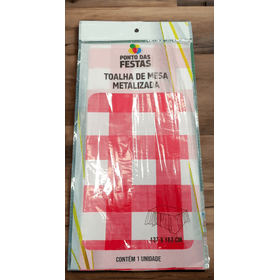 PONTO DAS
FESTAS
TOALHA DE MESA
METALIZADA
CONTÉM 1 UNIDADE